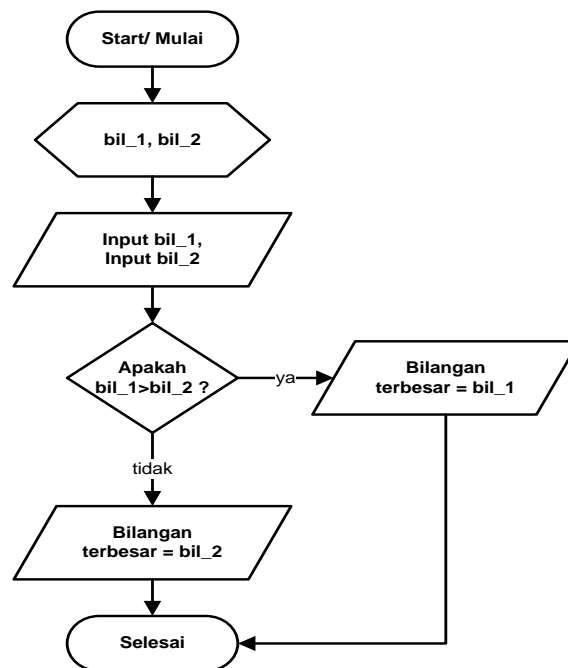 Start/ Mulai
bil_1, bil_2
Input bil_1,
Input bil_2
Apakah
bil_1>bil_2 ?
ya
Bilangan
terbesar = bil_1
tidak
Bilangan
terbesar = bil_2
Selesai